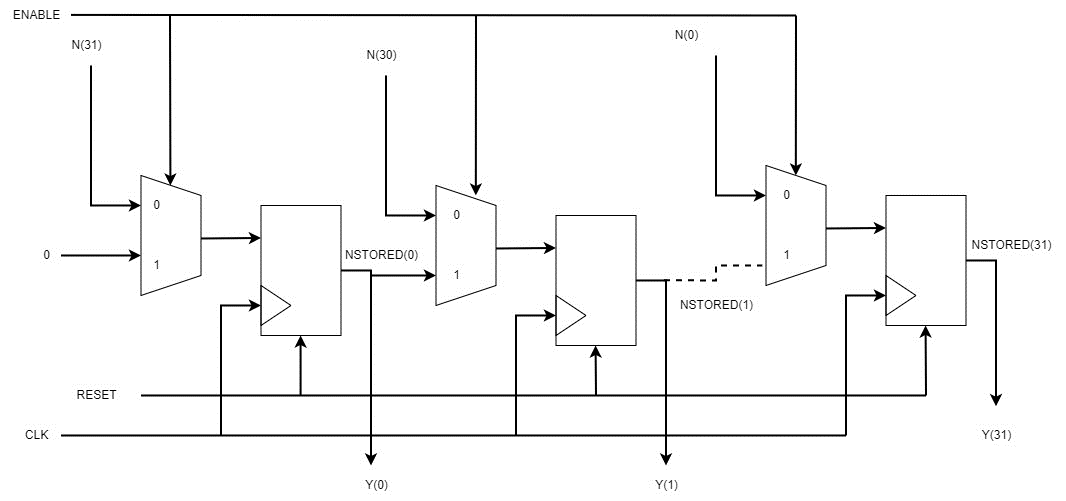 ENABLE
N(31)
N(30)
N(0)
0
0
1
NSTORED(0)
0
1
NSTORED(1)
0
1
NSTORED(31)
RESET
CLK
Y(0)
Y(1)
Y(31)